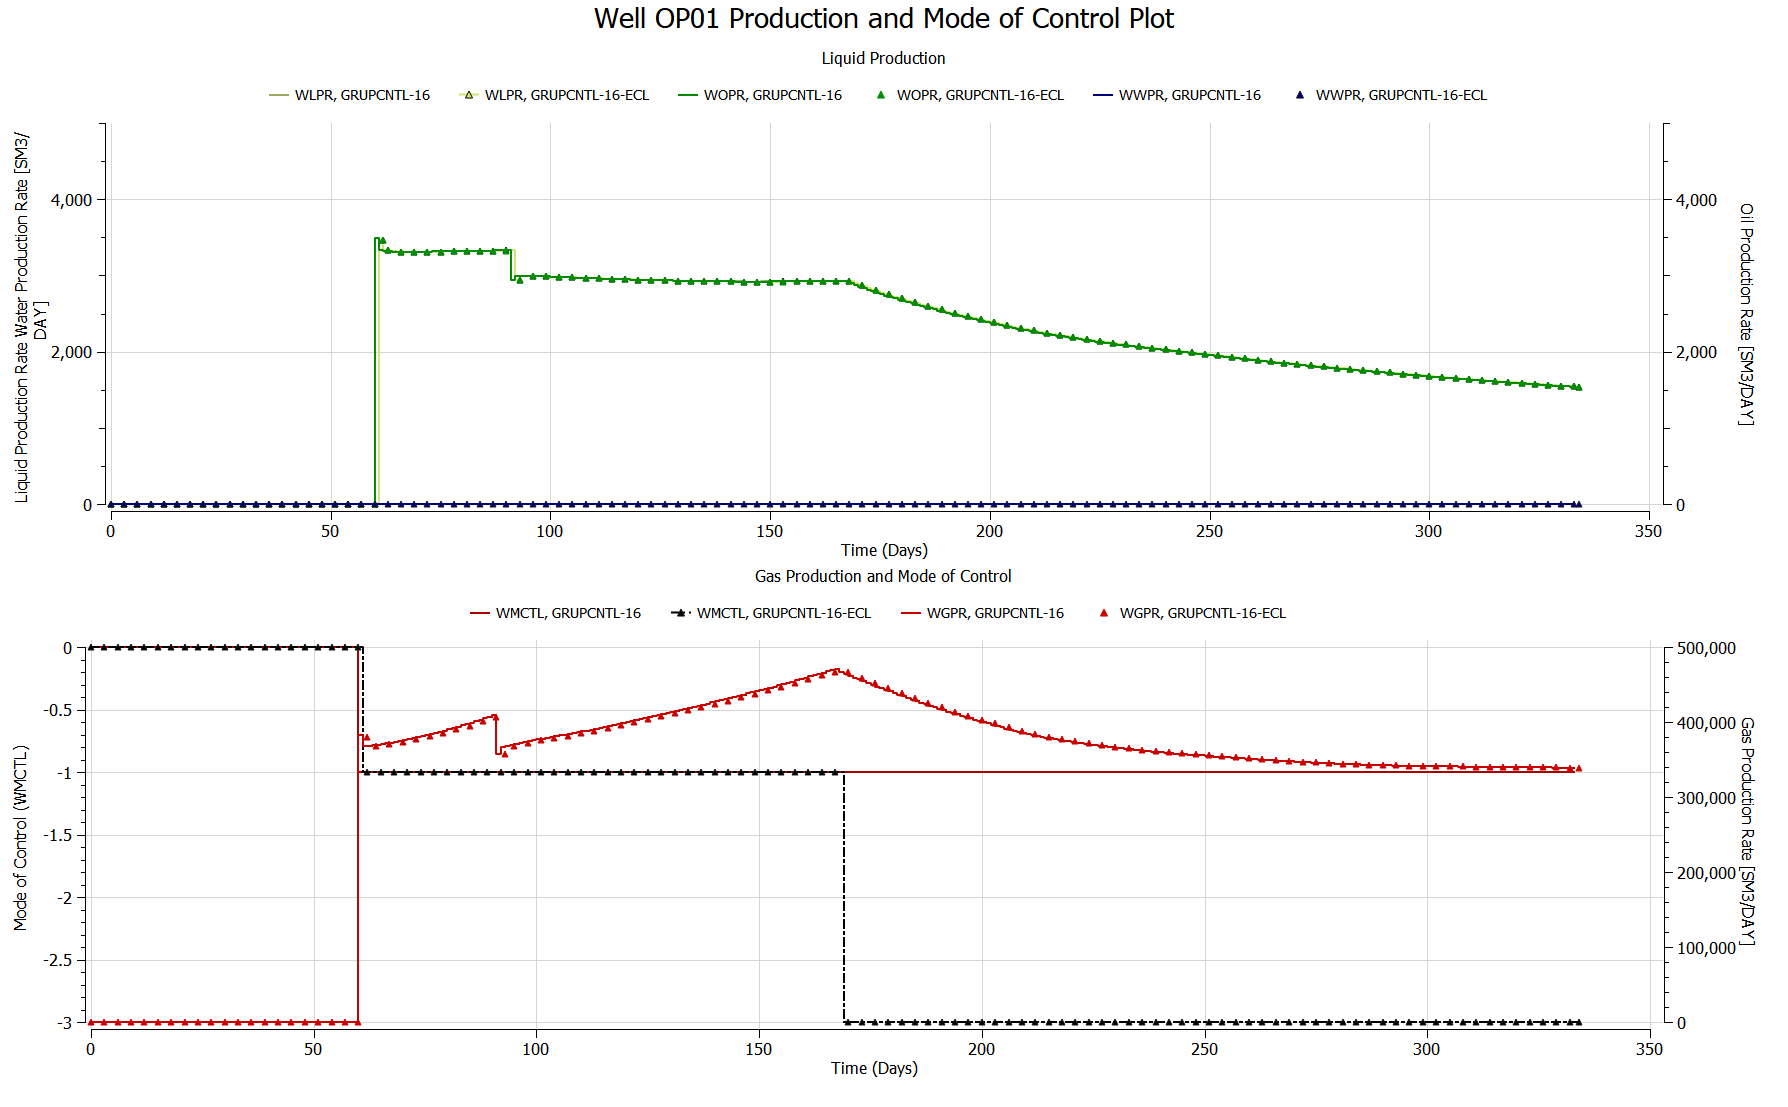 Well OP01 Production and Mode of Control Plot
Liquid Production
WLPR, GRUPCNTL-16 WLPR, GRUPCNTL-16-ECL WOPR, GRUPCNTL-16 WOPR, GRUPCNTL-16-ECL WWPR, GRUPCNTL-16 WWPR, GRUPCNTL-16-ECL
Liquid Production Rate Water Production Rate [SM3/
DAY]
4,000
2,000
0
4,000
2,000
0
Oil Production Rate [SM3/DAY]
0 50 100 150 200 250 300 350
Time (Days)
Gas Production and Mode of Control
WMCTL, GRUPCNTL-16 WMCTL, GRUPCNTL-16-ECL WGPR, GRUPCNTL-16 WGPR, GRUPCNTL-16-ECL
Mode of Control (WMCTL)
0
-0.5
-1
-1.5
-2
-2.5
-3
500,000
400,000
300,000
200,000
100,000
0
Gas Production Rate [SM3/DAY]
0 50 100 150 200 250 300 350
Time (Days)